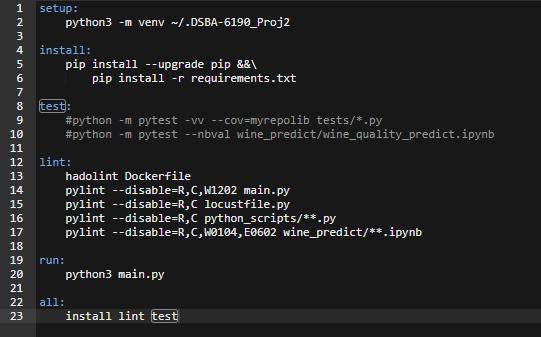 1 setup:
2 python3 -m venv ~/.DSBA-6190_Proj2
3
4 install:
5 pip install --upgrade pip &&\
6 pip install -r requirements.txt
7
8 test:
9 #python -m pytest -vv --cov=myrepolib tests/*.py
10 #python -m pytest --nbval wine_predict/wine_quality_predict.ipynb
11
12 lint:
13 hadolint Dockerfile
14 pylint --disable=R,C,W1202 main.py
15 pylint --disable=R,C locustfile.py
16 pylint --disable=R,C python_scripts/**.py
17 pylint --disable=R,C,W0104,E0602 wine_predict/**.ipynb
18
19 run:
20 python3 main.py
21
22 all:
23 install lint test